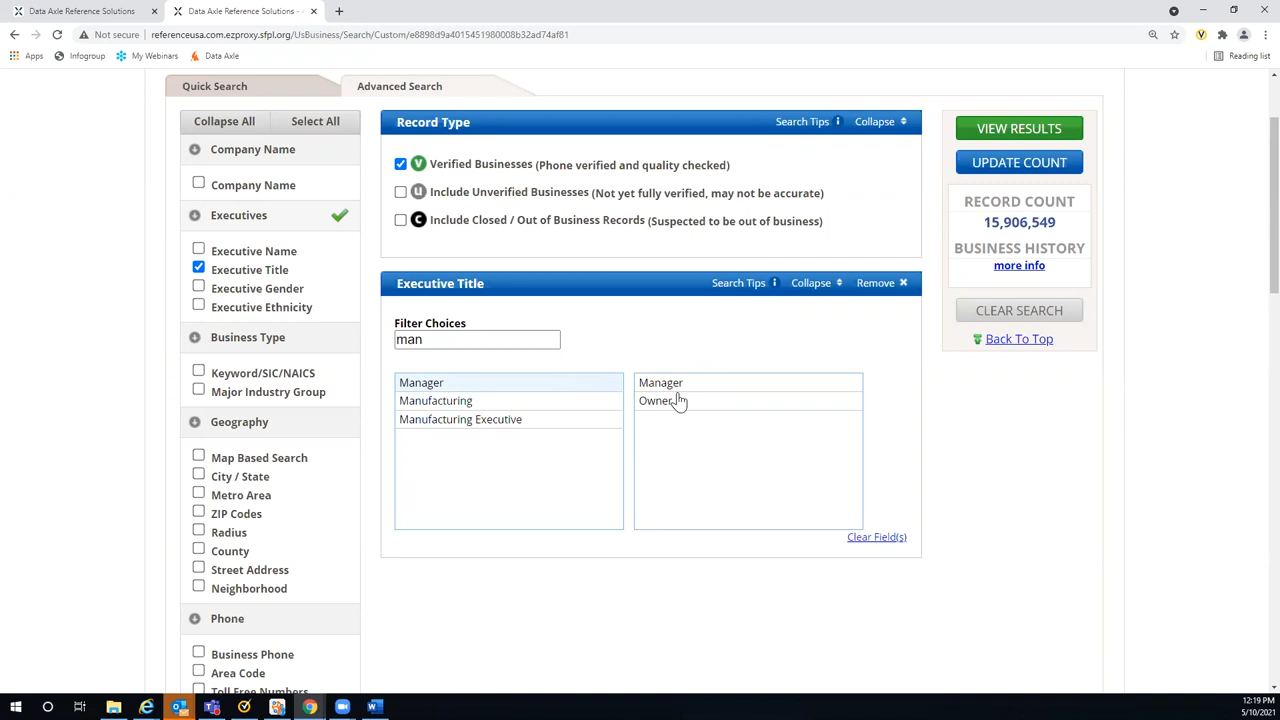 Data Axle Reference Solutions
Data Axle Reference Solutions -
Not secure
referenceusa.com.ezproxy.sfpl.org/UsBusiness/Search/Custom/e8898d9a4015451980008b32ad74af81
Apps
Infogroup
My Webinars
Data Axle
Reading list
Quick Search
Advanced Search
Collapse All
Select All
Company Name
Company Name
Executives
Executive Name
Executive Title
Executive Gender
Executive Ethnicity
Business Type
Keyword/SIC/NAICS
Major Industry Group
Geography
Map Based Search
City / State
Metro Area
ZIP Codes
Radius
County
Street Address
Neighborhood
Phone
Business Phone
Area Code
Toll Free Numbers
Record Type
Search Tips
Collapse
V Verified Businesses (Phone verified and quality checked)
U Include Unverified Businesses (Not yet fully verified, may not be accurate)
C Include Closed / Out of Business Records (Suspected to be out of business)
Executive Title
Search Tips
Collapse
Remove
Filter Choices
man
Manager
Manufacturing
Manufacturing Executive
Manager
Owner
Clear Field(s)
VIEW RESULTS
UPDATE COUNT
RECORD COUNT
15,906,549
BUSINESS HISTORY
more info
CLEAR SEARCH
Back To Top
12:19 PM
5/10/2021